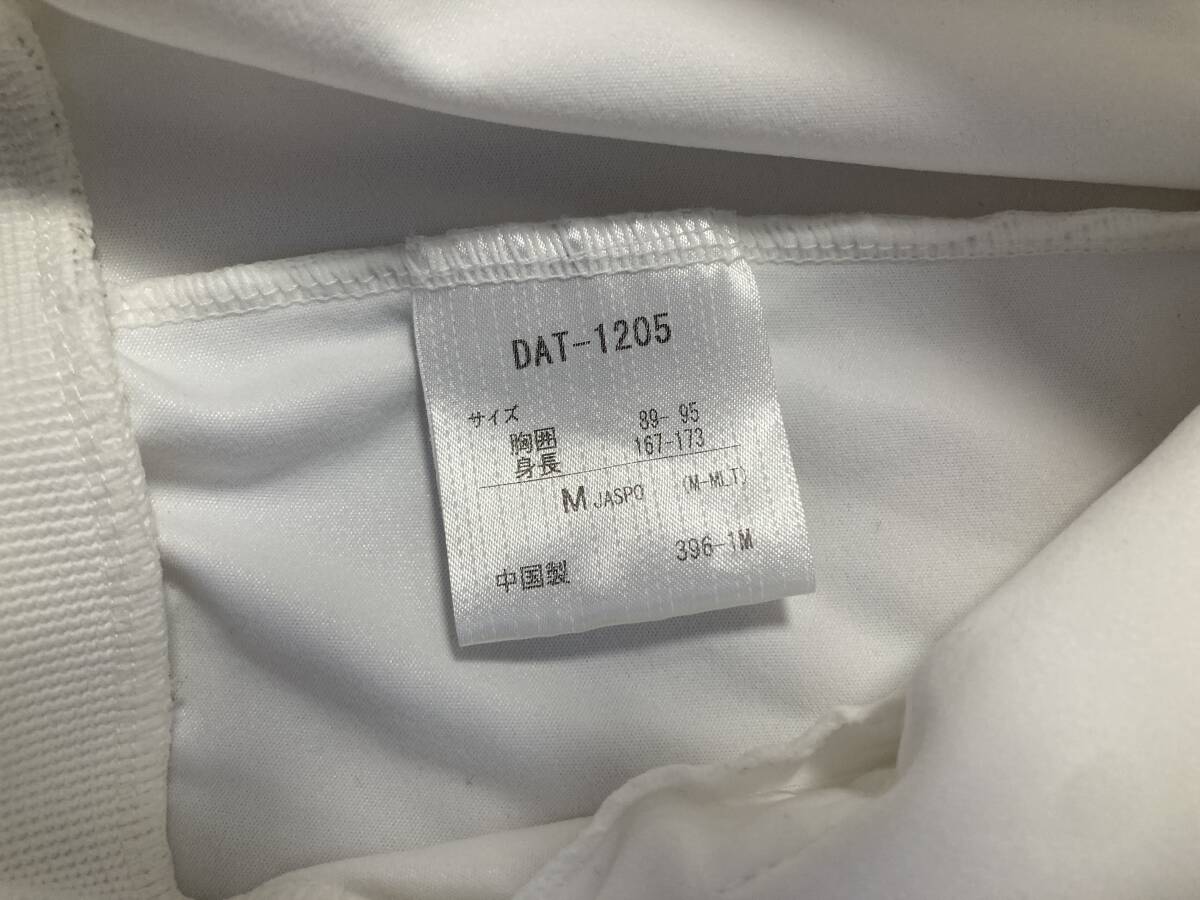 DAT-1205
サイズ
胸囲 89- 95
身長 167-173
M JASPO (M-MLT)
中国製 396-1M